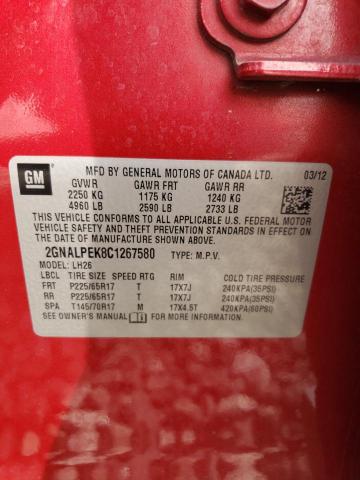 GM
MFD BY GENERAL MOTORS OF CANADA LTD. 03/12
GVWR GAWR FRT GAWR RR
2250 KG 1175 KG 1240 KG
4960 LB 2590 LB 2733 LB
THIS VEHICLE CONFORMS TO ALL APPLICABLE U.S. FEDERAL MOTOR
VEHICLE SAFETY AND THEFT PREVENTION STANDARDS IN EFFECT ON
THE DATE OF MANUFACTURE SHOWN ABOVE.
2GNALPEK8C1267580 TYPE: M.P.V.
MODEL: LH26
LBCL TIRE SIZE SPEED RTG RIM COLD TIRE PRESSURE
FRT P225/65R17 T 17X7J 240KPA(35PSI)
RR P225/65R17 T 17X7J 240KPA(35PSI)
SPA T145/70R17 M 17X4.5T 420KPA(60PSI)
SEE OWNER'S MANUAL FOR MORE INFORMATION.